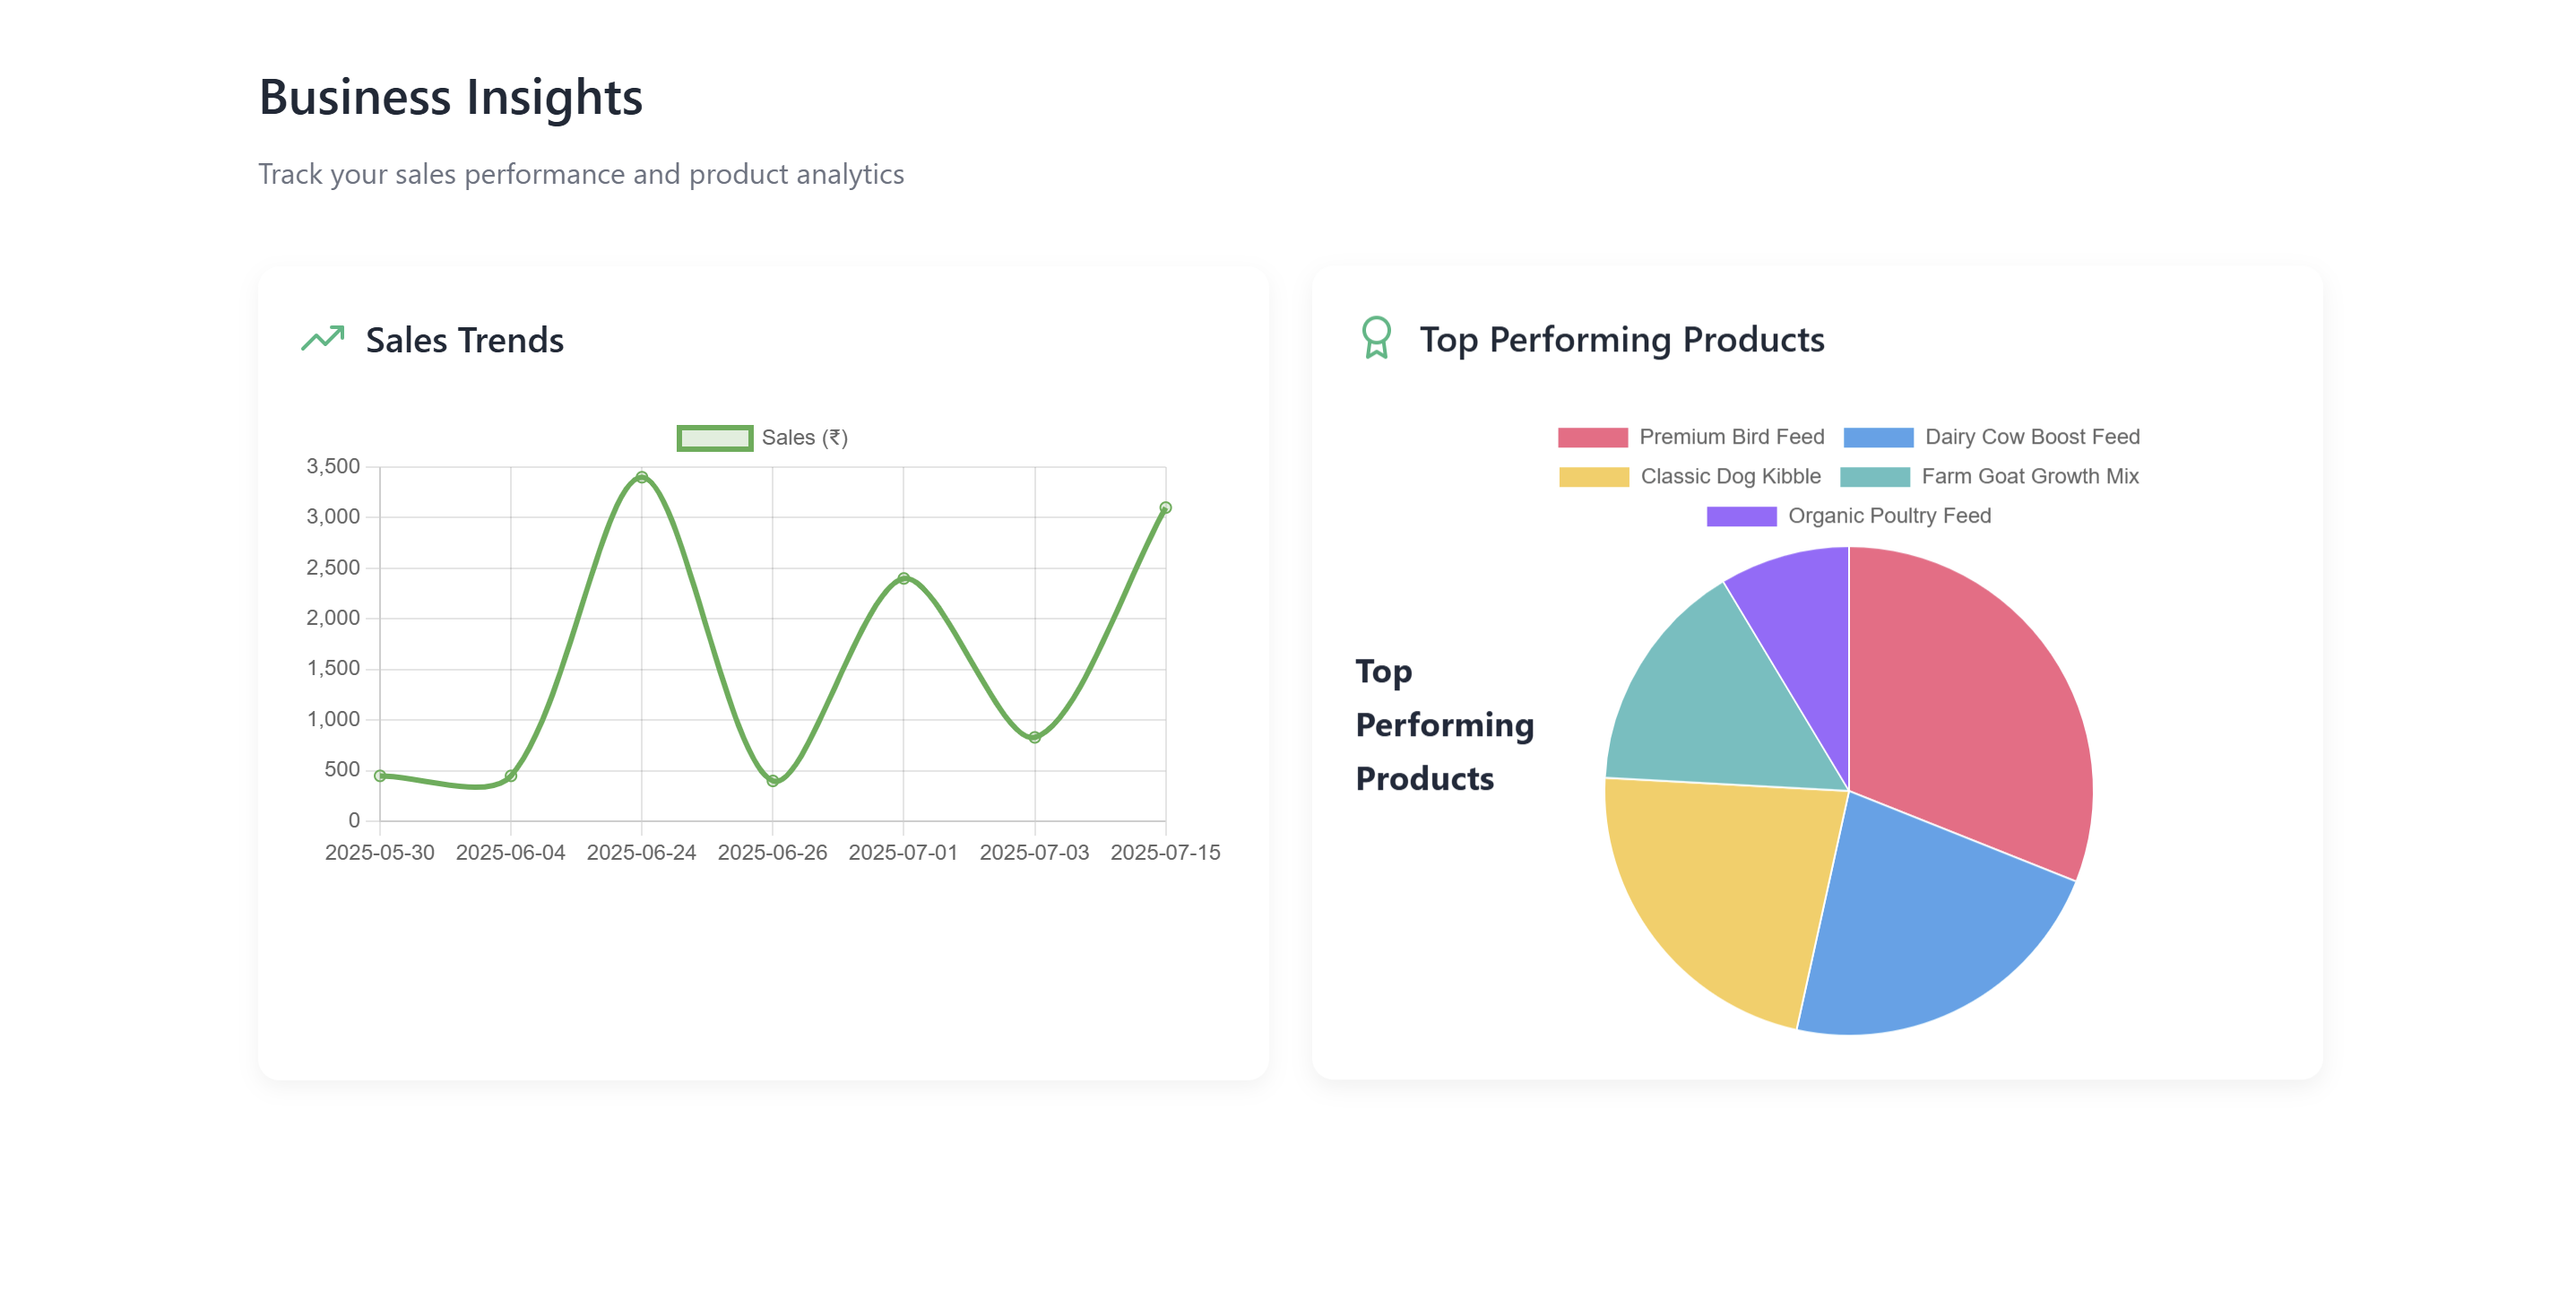 Business Insights
Track your sales performance and product analytics
Sales Trends
Sales (₹)
3,500
3,000
2,500
2,000
1,500
1,000
500
0
2025-05-30 2025-06-04 2025-06-24 2025-06-26 2025-07-01 2025-07-03 2025-07-15
Top Performing Products
Premium Bird Feed Dairy Cow Boost Feed
Classic Dog Kibble Farm Goat Growth Mix
Organic Poultry Feed
Top
Performing
Products